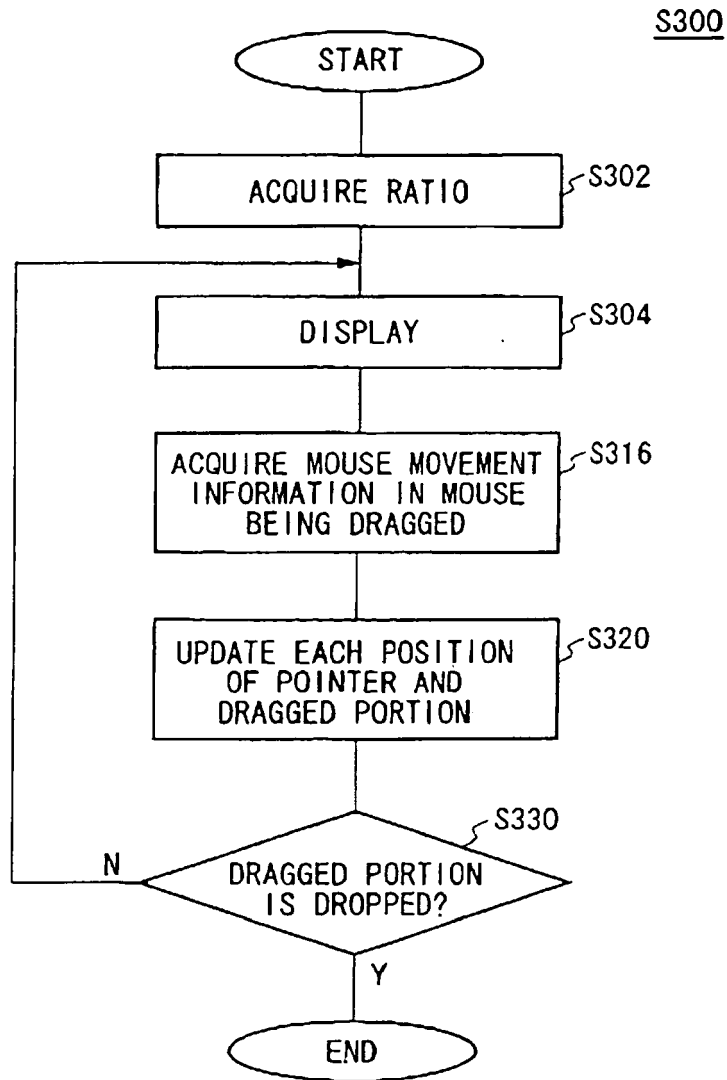 S300
START
ACQUIRE RATIO
S302
DISPLAY
S304
ACQUIRE MOUSE MOVEMENT
INFORMATION IN MOUSE
BEING DRAGGED
S316
UPDATE EACH POSITION
OF POINTER AND
DRAGGED PORTION
S320
S330
N
DRAGGED PORTION
IS DROPPED?
Y
END